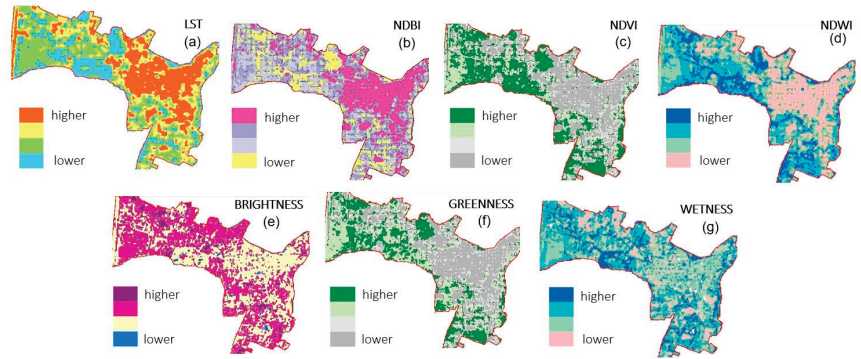 LST
(a)
higher
lower
NDBI
(b)
higher
lower
NDVI
(c)
higher
lower
NDWI
(d)
higher
lower
BRIGHTNESS
(e)
higher
lower
GREENNESS
(f)
higher
lower
WETNESS
(g)
higher
lower